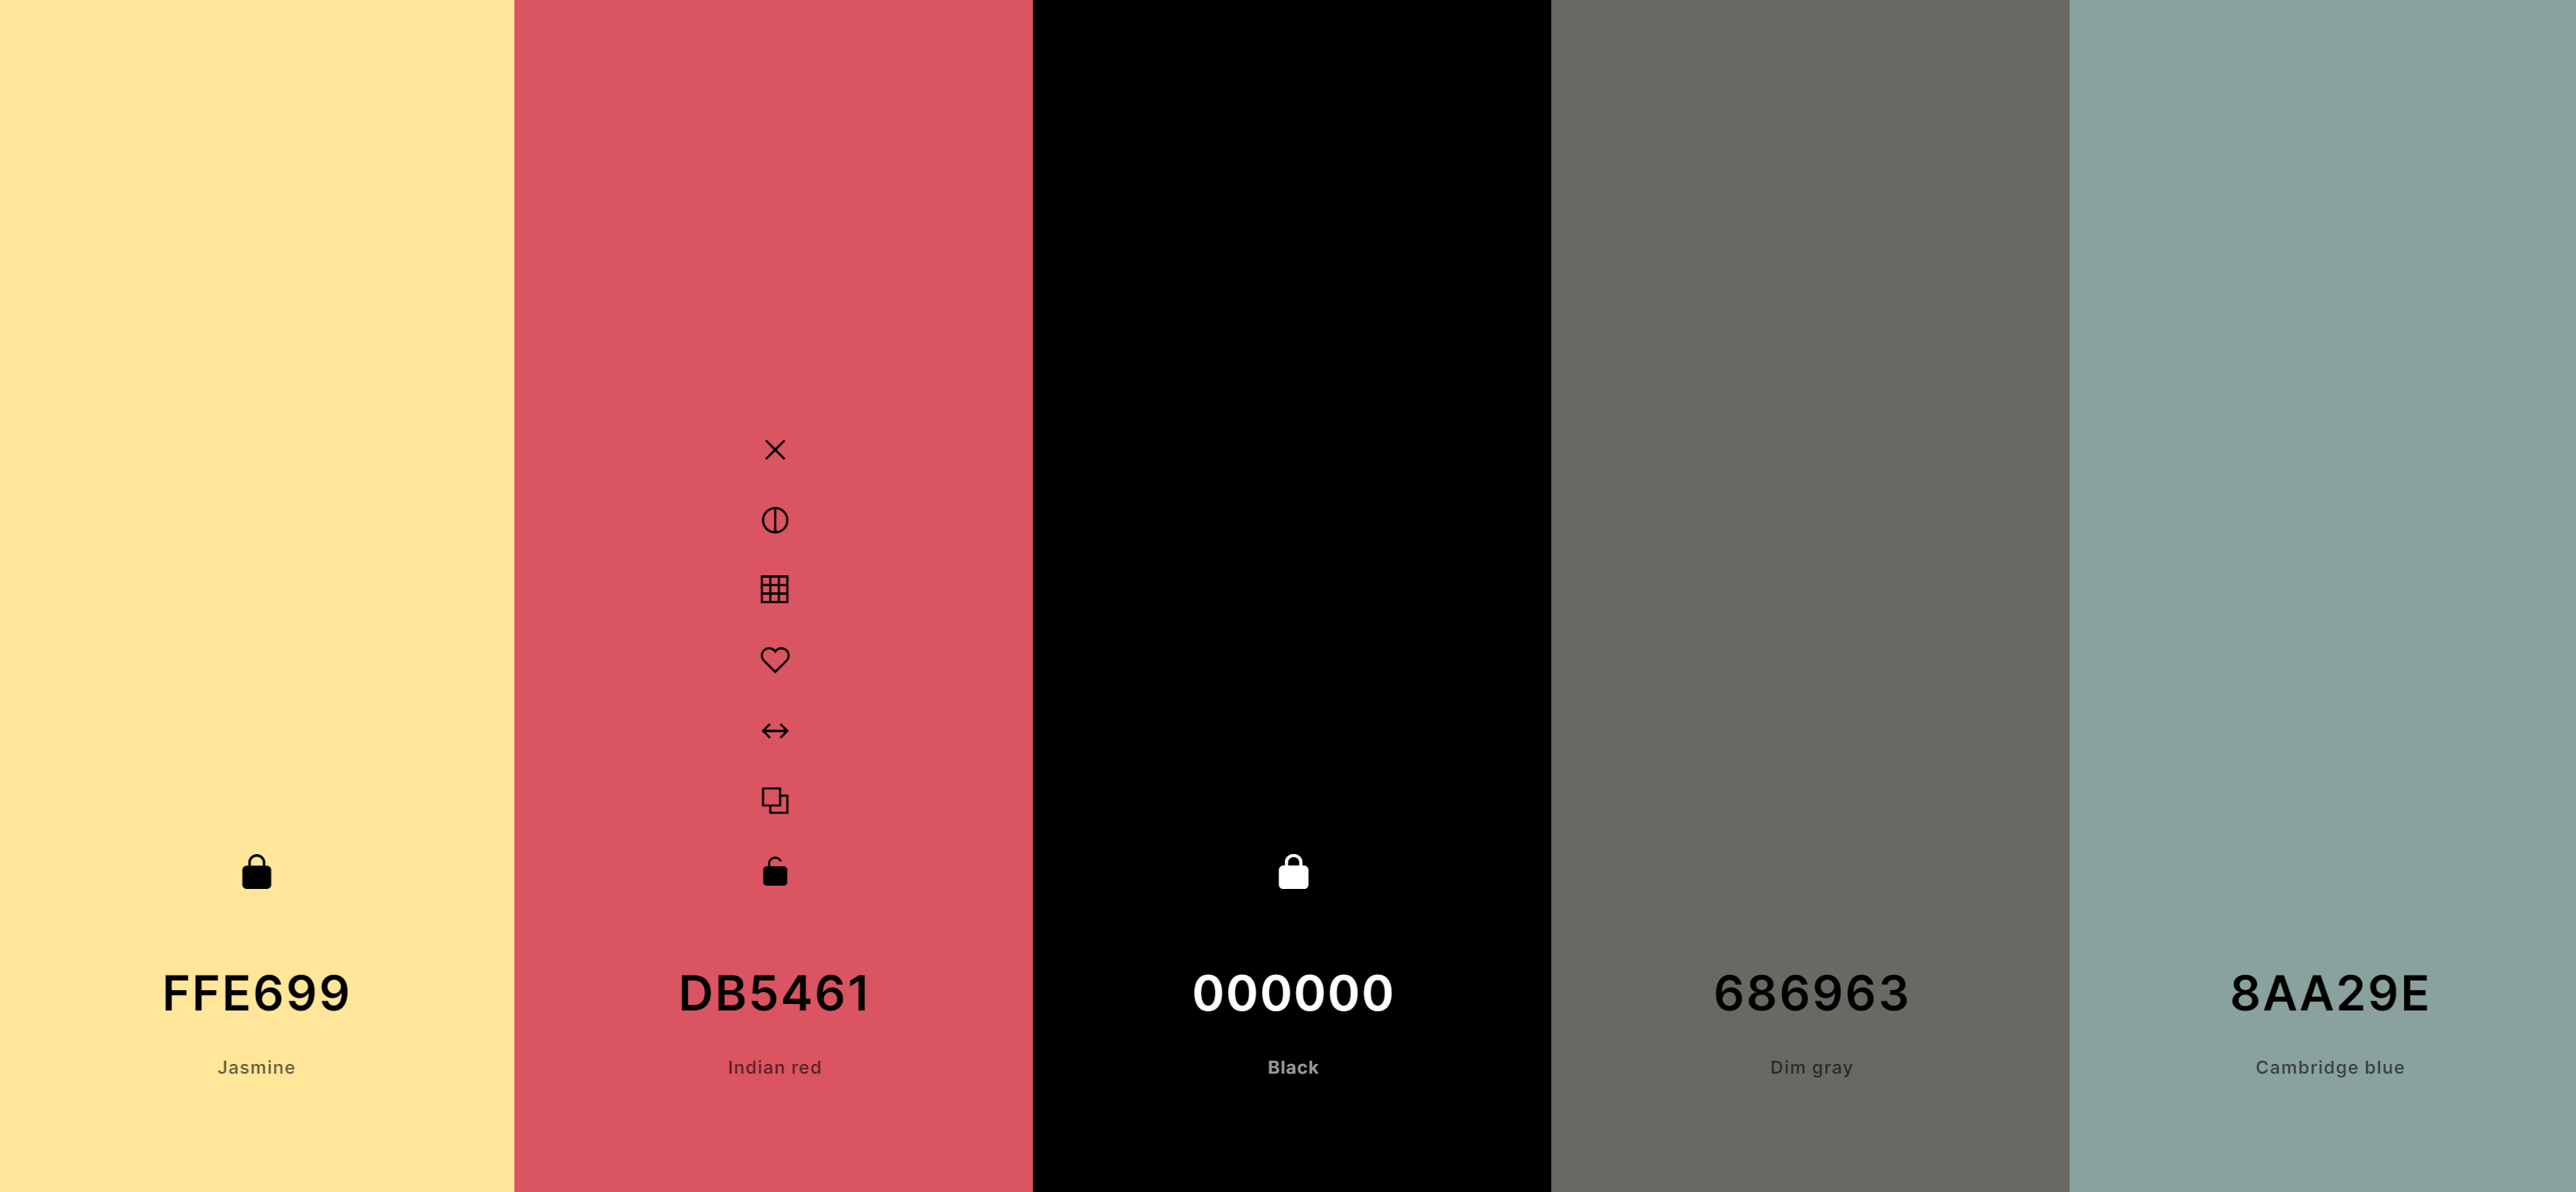 FFE699
Jasmine
DB5461
Indian red
000000
Black
686963
Dim gray
8AA29E
Cambridge blue